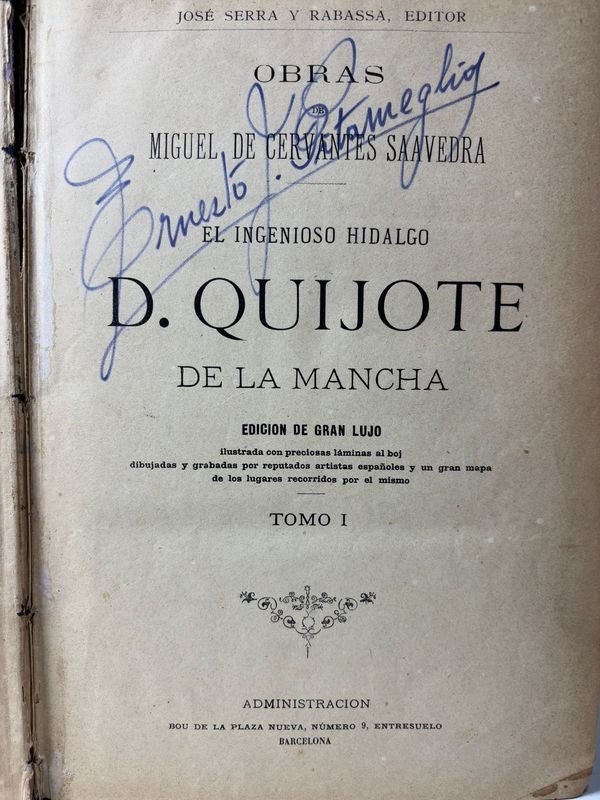 JOSÉ SERRA Y RABASSA, EDITOR
OBRAS
DE
MIGUEL DE CERVANTES SAAVEDRA
Ernesto J.
EL INGENIOSO HIDALGO
D. QUIJOTE
DE LA MANCHA
EDICION DE GRAN LUJO
ilustrada con preciosas láminas al boj
dibujadas y grabadas por reputados artistas españoles y un gran mapa
de los lugares recorridos por el mismo
TOMO I
ADMINISTRACION
BOU DE LA PLAZA NUEVA, NÚMERO 9, ENTRESUELO
BARCELONA